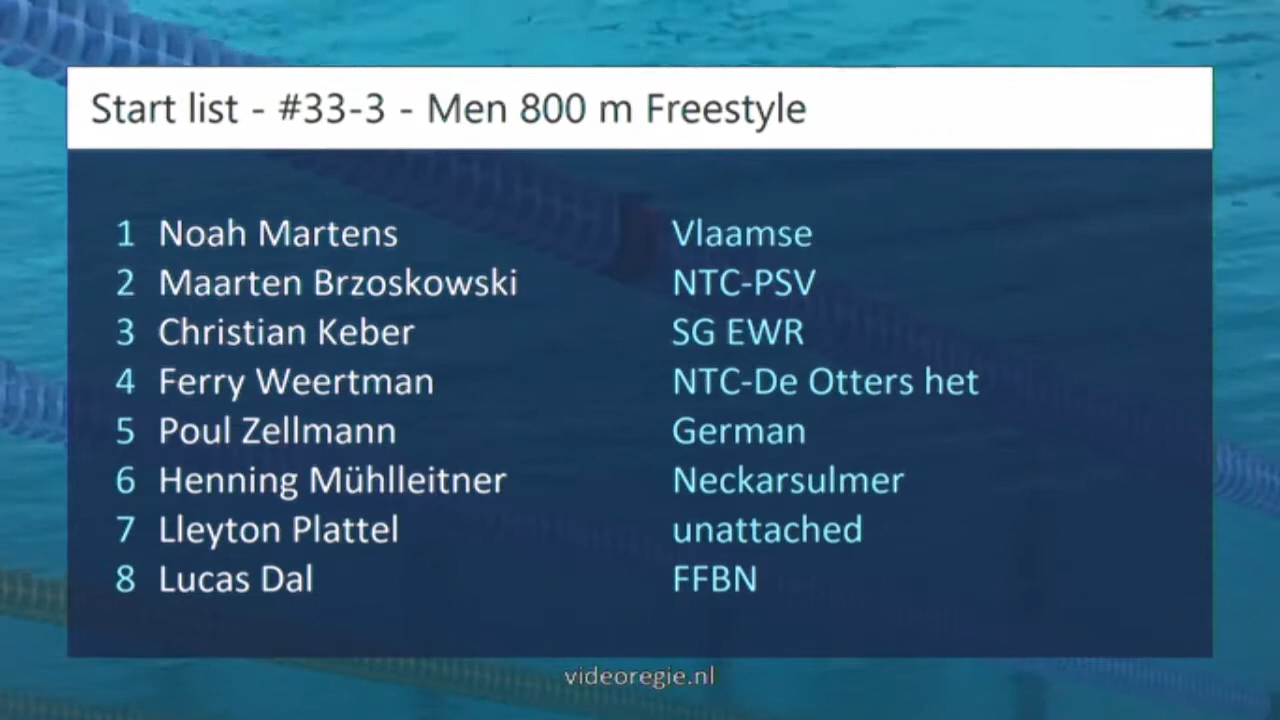 Start list - #33-3 - Men 800 m Freestyle
1 Noah Martens Vlaamse
2 Maarten Brzoskowski NTC-PSV
3 Christian Keber SG EWR
4 Ferry Weertman NTC-De Otters het
5 Poul Zellmann German
6 Henning Mühlleitner Neckarsulmer
7 Lleyton Plattel unattached
8 Lucas Dal FFBN
videoregie.nl